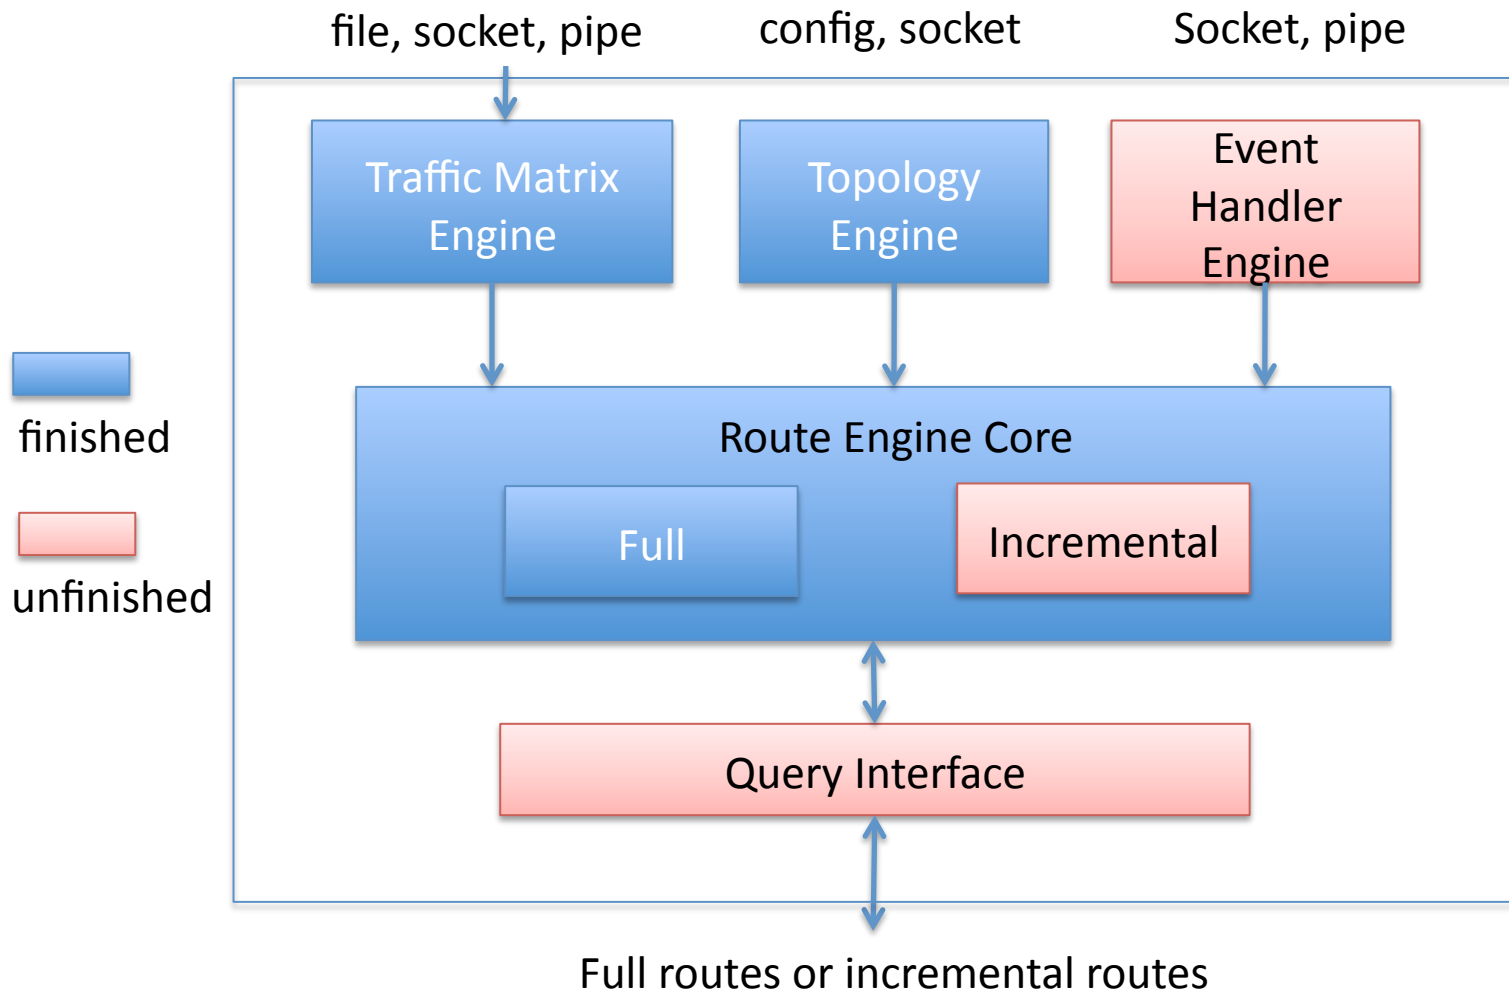 file, socket, pipe
config, socket
Socket, pipe
Traffic Matrix
Engine
Topology
Engine
Event
Handler
Engine
finished
unfinished
Route Engine Core
Full
Incremental
Query Interface
Full routes or incremental routes